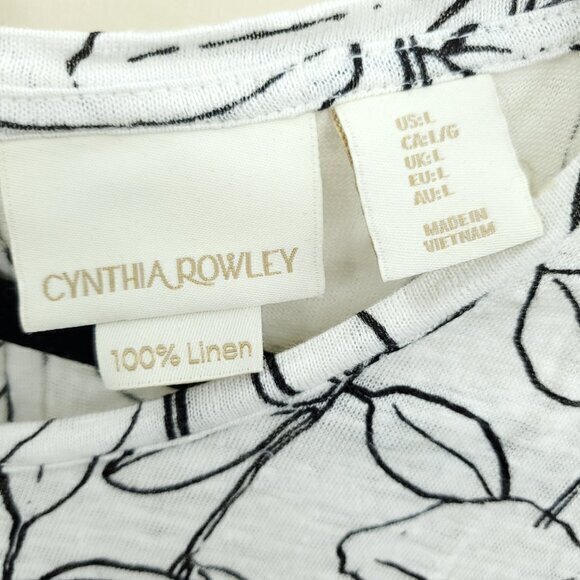 CYNTHIA ROWLEY
100% Linen
US: L
CA: L/G
UK: L
EU: L
AU: L
MADE IN
VIETNAM